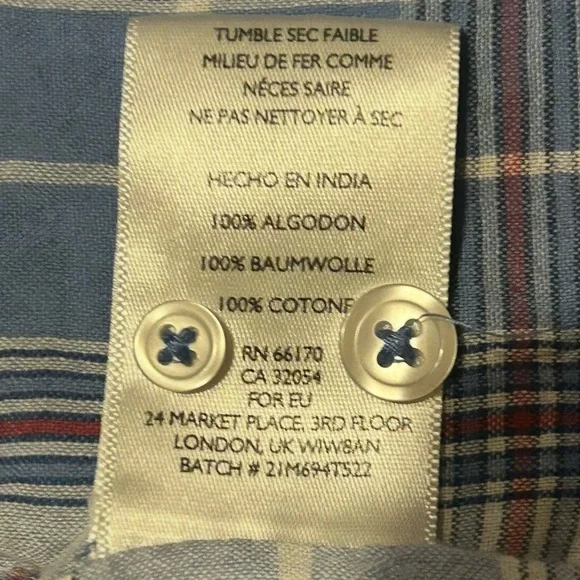 TUMBLE SEC FAIBLE
MILIEU DE FER COMME
NÉCES SAIRE
NE PAS NETTOYER À SEC
HECHO EN INDIA
100% ALGODON
100% BAUMWOLLE
100% COTONE
RN 66170
CA 32054
FOR EU
24 MARKET PLACE, 3RD FLOOR
LONDON, UK W1W8AN
BATCH # 21M694T522